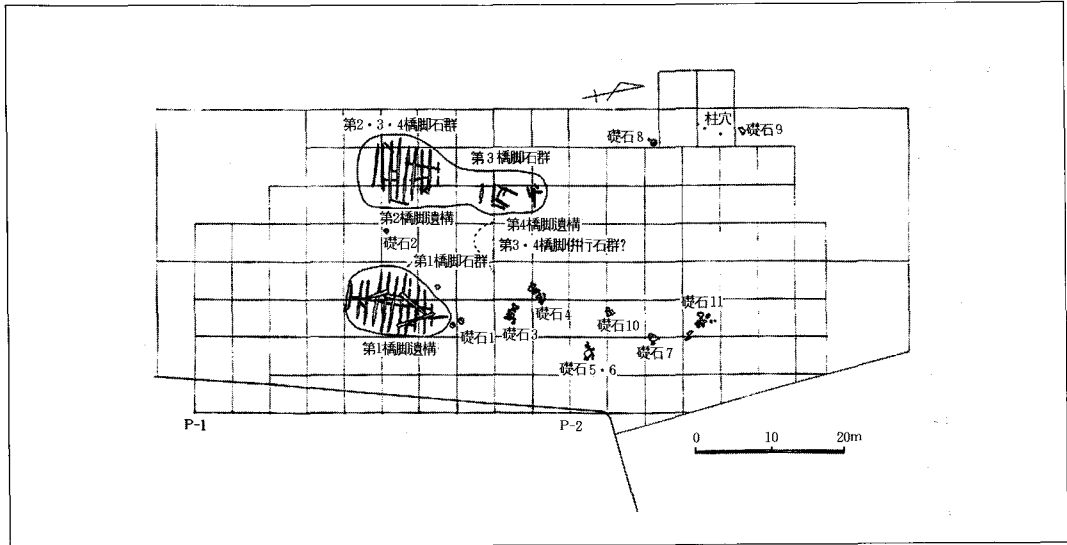 第2・3・4橋脚石群
柱穴
礎石9
礎石8
第3橋脚石群
第2橋脚遺構
第4橋脚遺構
礎石2
第3・4橋脚併行石群?
第1橋脚石群
礎石11
礎石4
礎石10
礎石1
礎石3
第1橋脚遺構
礎石7
礎石5・6
P-1
P-2
0
10
20m